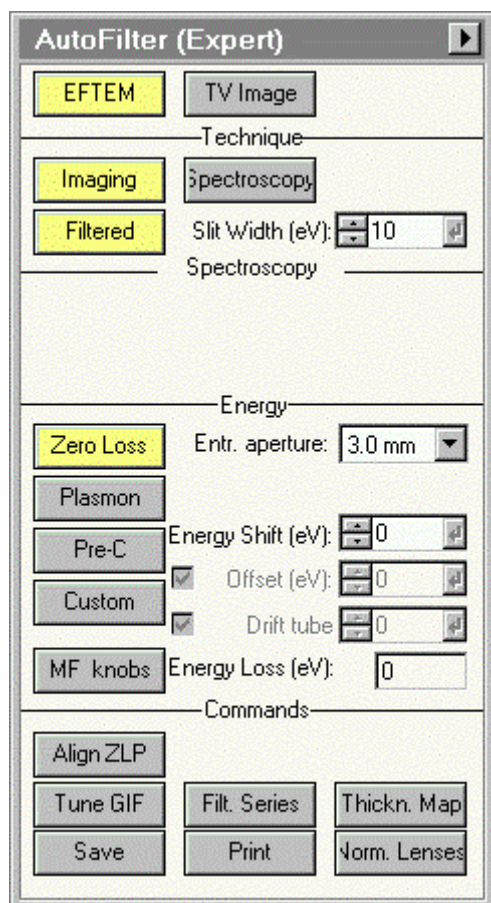 AutoFilter (Expert)
EFTEM TV Image
Technique
Imaging Spectroscopy
Filtered Slit Width (eV): 10
Spectroscopy
Energy
Zero Loss Entr. aperture: 3.0 mm
Plasmon
Energy Shift (eV): 0
Pre-C
Offset (eV): 0
Custom
Drift tube 0
MF knobs Energy Loss (eV): 0
Commands
Align ZLP
Tune GIF Filt. Series Thickn. Map
Save Print Norm. Lenses